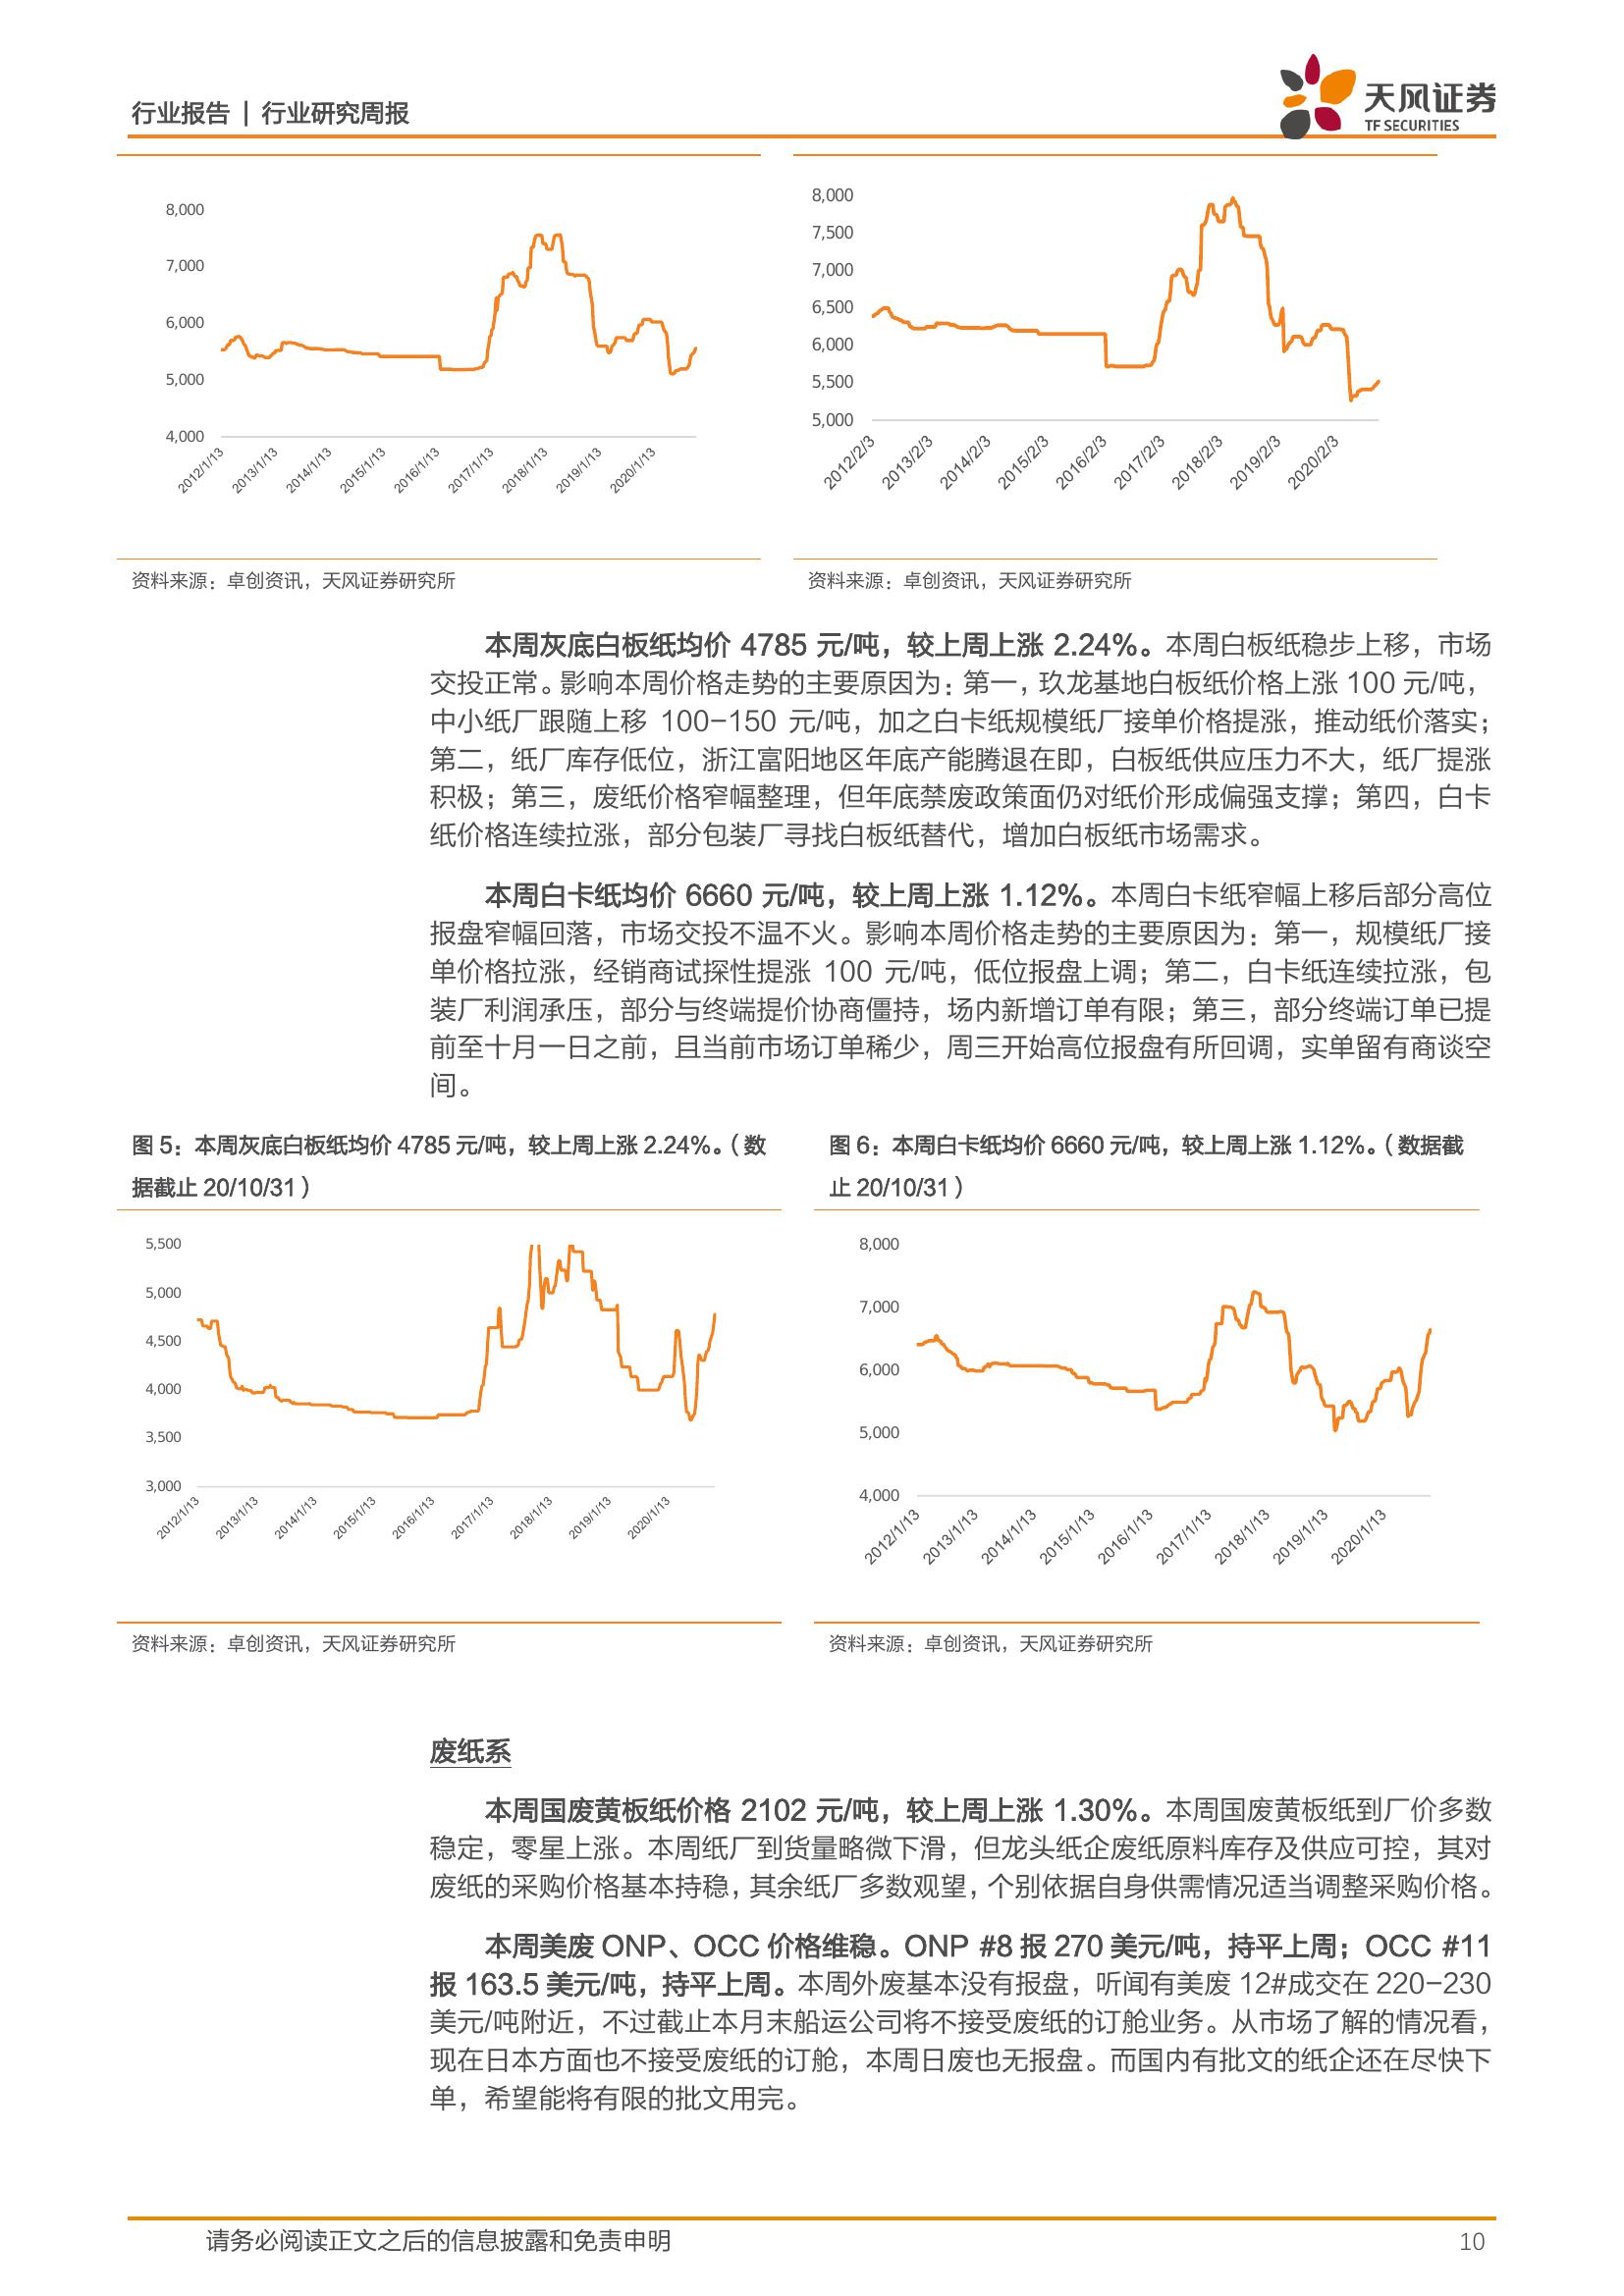 行业报告 | 行业研究周报
天风证券
TF SECURITIES
8,000
7,000
6,000
5,000
4,000
2012/1/13
2013/1/13
2014/1/13
2015/1/13
2016/1/13
2017/1/13
2018/1/13
2019/1/13
2020/1/13
8,000
7,500
7,000
6,500
6,000
5,500
5,000
2012/2/3
2013/2/3
2014/2/3
2015/2/3
2016/2/3
2017/2/3
2018/2/3
2019/2/3
2020/2/3
资料来源：卓创资讯，天风证券研究所
资料来源：卓创资讯，天风证券研究所
本周灰底白板纸均价 4785 元/吨，较上周上涨 2.24%。本周白板纸稳步上移，市场
交投正常。影响本周价格走势的主要原因为：第一，玖龙基地白板纸价格上涨 100 元/吨，
中小纸厂跟随上移 100-150 元/吨，加之白卡纸规模纸厂接单价格提涨，推动纸价落实；
第二，纸厂库存低位，浙江富阳地区年底产能腾退在即，白板纸供应压力不大，纸厂提涨
积极；第三，废纸价格窄幅整理，但年底禁废政策面仍对纸价形成偏强支撑；第四，白卡
纸价格连续拉涨，部分包装厂寻找白板纸替代，增加白板纸市场需求。
本周白卡纸均价 6660 元/吨，较上周上涨 1.12%。本周白卡纸窄幅上移后部分高位
报盘窄幅回落，市场交投不温不火。影响本周价格走势的主要原因为：第一，规模纸厂接
单价格拉涨，经销商试探性提涨 100 元/吨，低位报盘上调；第二，白卡纸连续拉涨，包
装厂利润承压，部分与终端提价协商僵持，场内新增订单有限；第三，部分终端订单已提
前至十月一日之前，且当前市场订单稀少，周三开始高位报盘有所回调，实单留有商谈空
间。
图 5：本周灰底白板纸均价 4785 元/吨，较上周上涨 2.24%。（数
据截止 20/10/31）
图 6：本周白卡纸均价 6660 元/吨，较上周上涨 1.12%。（数据截
止 20/10/31）
5,500
5,000
4,500
4,000
3,500
3,000
2012/1/13
2013/1/13
2014/1/13
2015/1/13
2016/1/13
2017/1/13
2018/1/13
2019/1/13
2020/1/13
8,000
7,000
6,000
5,000
4,000
2012/1/13
2013/1/13
2014/1/13
2015/1/13
2016/1/13
2017/1/13
2018/1/13
2019/1/13
2020/1/13
资料来源：卓创资讯，天风证券研究所
资料来源：卓创资讯，天风证券研究所
废纸系
本周国废黄板纸价格 2102 元/吨，较上周上涨 1.30%。本周国废黄板纸到厂价多数
稳定，零星上涨。本周纸厂到货量略微下滑，但龙头纸企废纸原料库存及供应可控，其对
废纸的采购价格基本持稳，其余纸厂多数观望，个别依据自身供需情况适当调整采购价格。
本周美废 ONP、OCC 价格维稳。ONP #8 报 270 美元/吨，持平上周；OCC #11
报 163.5 美元/吨，持平上周。本周外废基本没有报盘，听闻有美废 12#成交在 220-230
美元/吨附近，不过截止本月末船运公司将不接受废纸的订舱业务。从市场了解的情况看，
现在日本方面也不接受废纸的订舱，本周日废也无报盘。而国内有批文的纸企还在尽快下
单，希望能将有限的批文用完。
请务必阅读正文之后的信息披露和免责申明
10